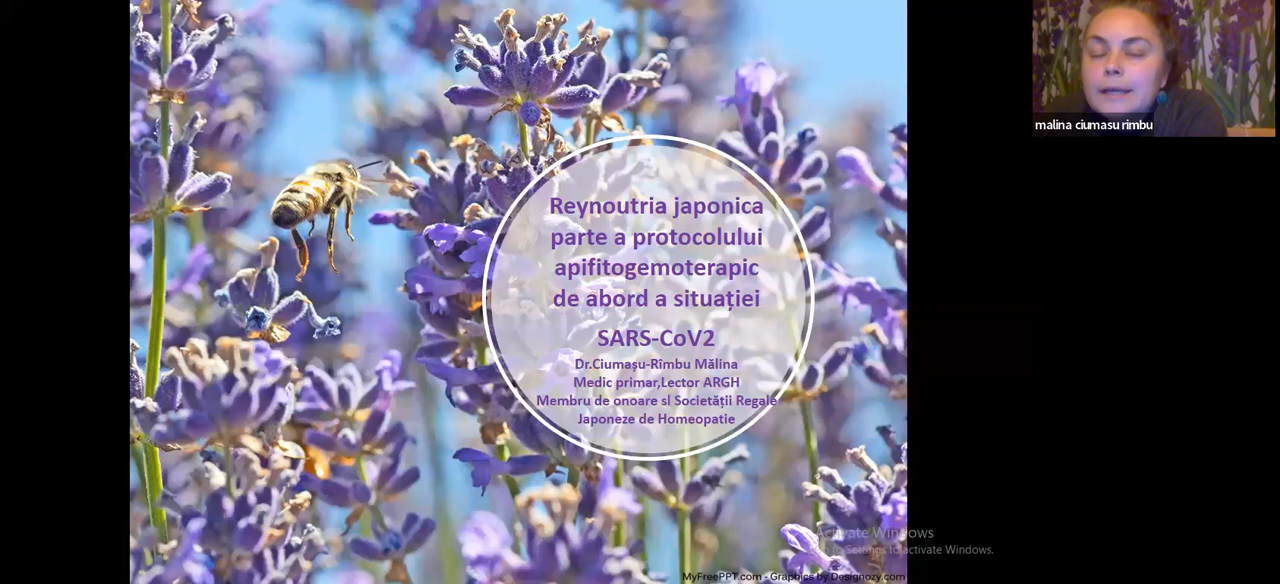 malina ciumasu rimbu
Reynoutria japonica
parte a protocolului
apifitogemoterapic
de abord a situației
SARS-CoV2
Dr.Ciumașu-Rîmbu Mălina
Medic primar,Lector ARGH
Membru de onoare sl Societății Regale
Japoneze de Homeopatie
Activate Windows
to Settings to activate Windows.
MyFreePPT.com - Graphics by Designozy.com